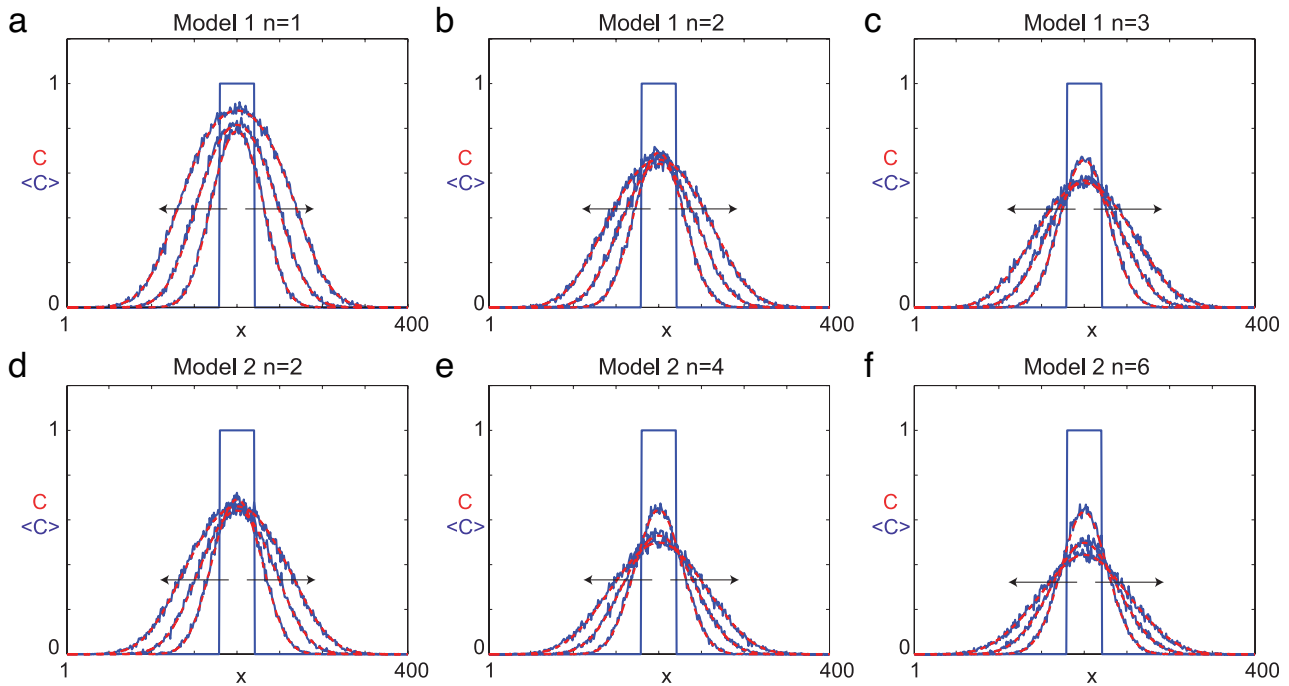 a Model 1 n=1
1
C
<C>
0
1 x 400
b Model 1 n=2
1
C
<C>
0
1 x 400
c Model 1 n=3
1
C
<C>
0
1 x 400
d Model 2 n=2
1
C
<C>
0
1 x 400
e Model 2 n=4
1
C
<C>
0
1 x 400
f Model 2 n=6
1
C
<C>
0
1 x 400